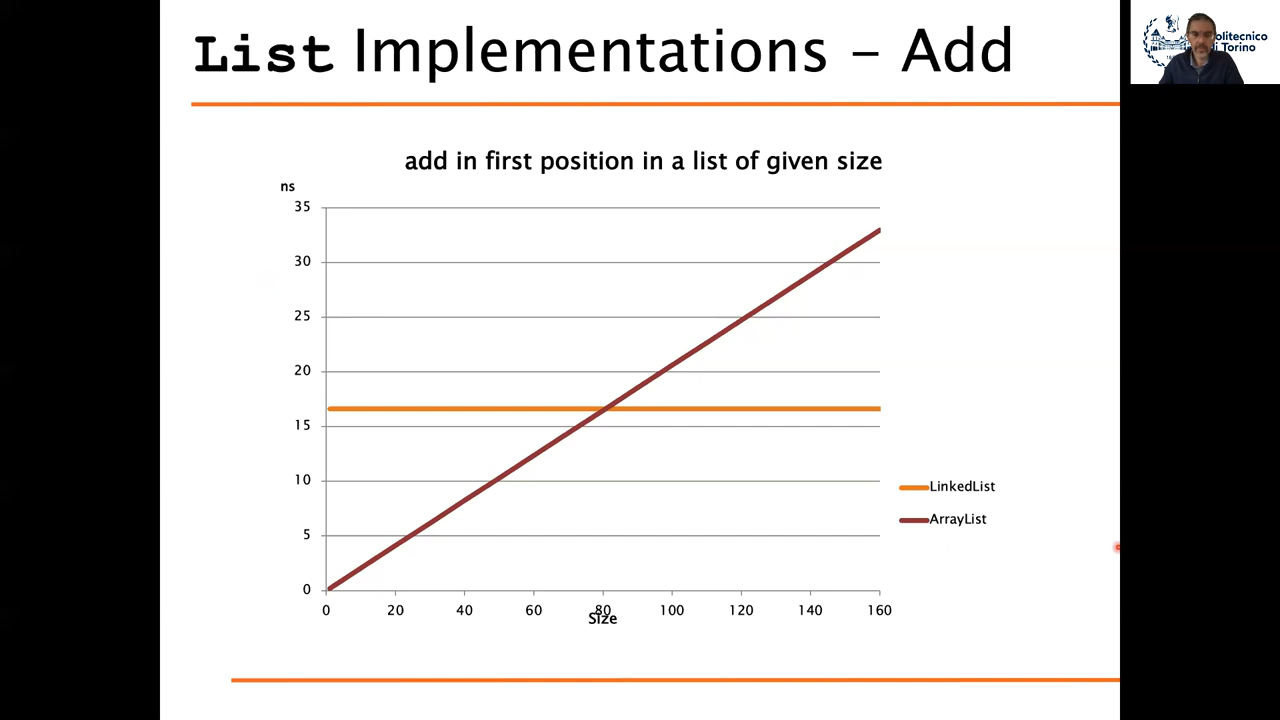 List Implementations – Add
Politecnico
di Torino
add in first position in a list of given size
ns
35
30
25
20
15
10
5
0
0 20 40 60 80 100 120 140 160
Size
LinkedList
ArrayList